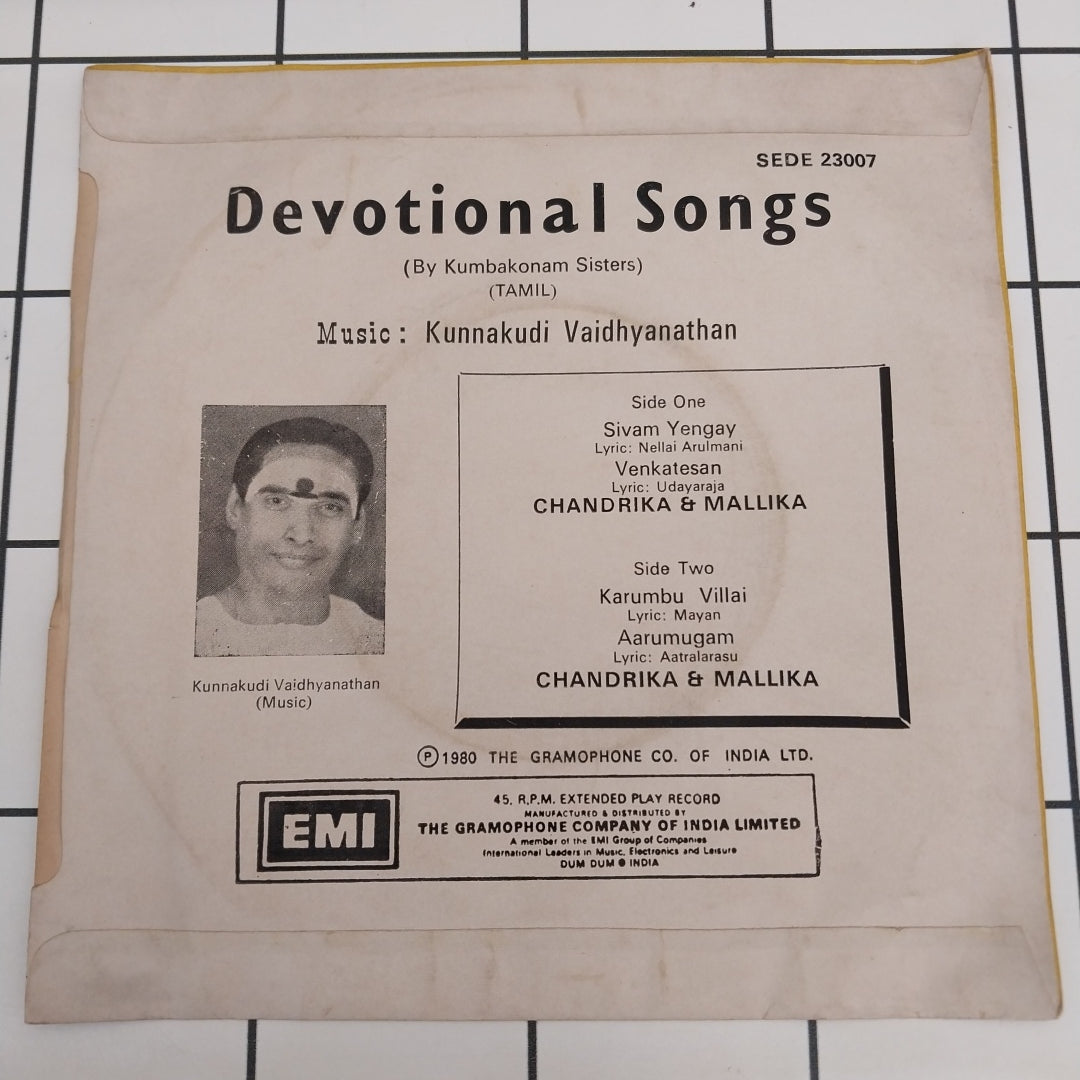 SEDE 23007
Devotional Songs
(By Kumbakonam Sisters)
(TAMIL)
Music : Kunnakudi Vaidhyanathan
Side One
Sivam Yengay
Lyric: Nellai Arulmani
Venkatesan
Lyric: Udayaraja
CHANDRIKA & MALLIKA
Side Two
Karumbu Villai
Lyric: Mayan
Aarumugam
Lyric: Aatralarasu
CHANDRIKA & MALLIKA
Kunnakudi Vaidhyanathan
(Music)
Ⓟ 1980 THE GRAMOPHONE CO. OF INDIA LTD.
EMI
45. R.P.M. EXTENDED PLAY RECORD
MANUFACTURED & DISTRIBUTED BY
THE GRAMOPHONE COMPANY OF INDIA LIMITED
A member of the EMI Group of Companies
International Leaders in Music, Electronics and Leisure
DUM DUM ● INDIA